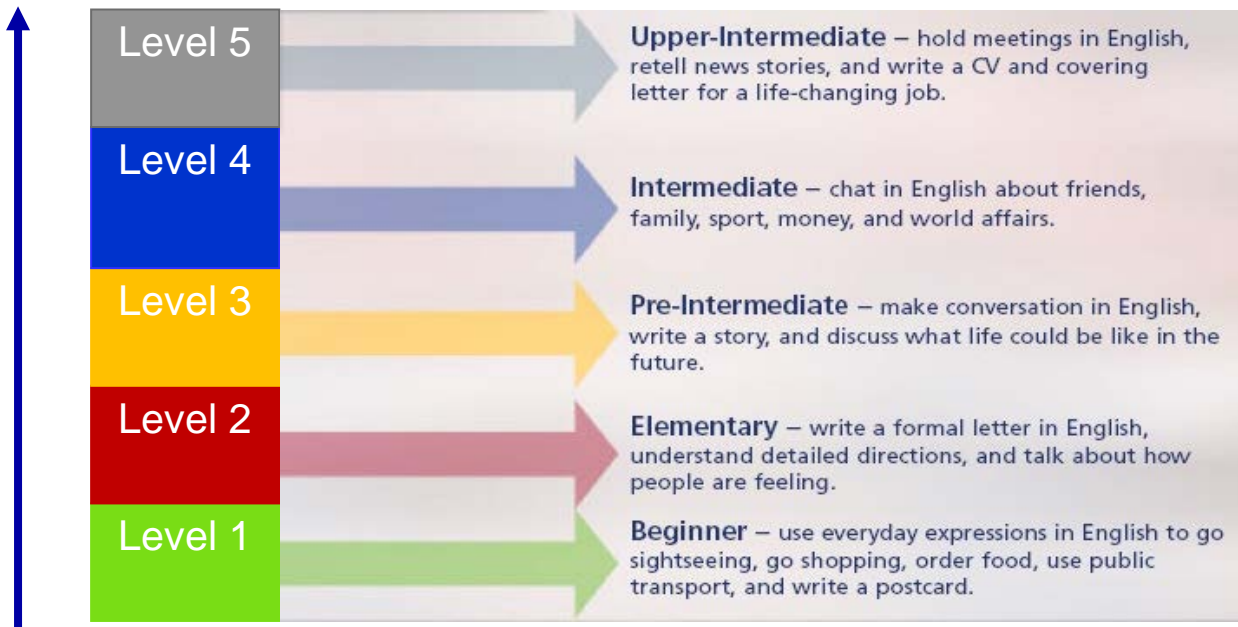 Level 5
Upper-Intermediate – hold meetings in English,
retell news stories, and write a CV and covering
letter for a life-changing job.
Level 4
Intermediate – chat in English about friends,
family, sport, money, and world affairs.
Level 3
Pre-Intermediate – make conversation in English,
write a story, and discuss what life could be like in the
future.
Level 2
Elementary – write a formal letter in English,
understand detailed directions, and talk about how
people are feeling.
Level 1
Beginner – use everyday expressions in English to go
sightseeing, go shopping, order food, use public
transport, and write a postcard.